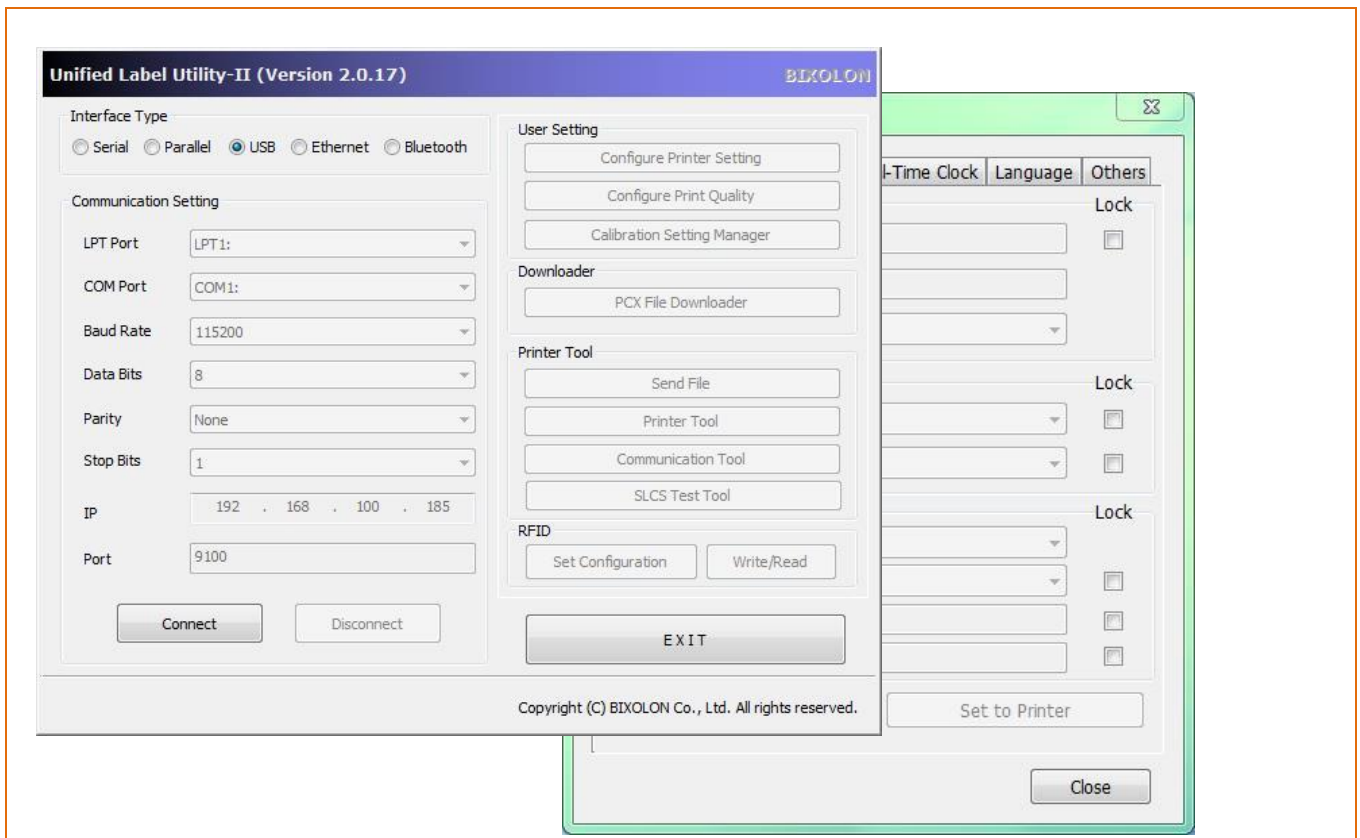 Unified Label Utility-II (Version 2.0.17)
BIXOLON
Interface Type
Serial Parallel USB Ethernet Bluetooth
Communication Setting
LPT Port LPT1:
COM Port COM1:
Baud Rate 115200
Data Bits 8
Parity None
Stop Bits 1
IP 192 . 168 . 100 . 185
Port 9100
Connect Disconnect
User Setting
Configure Printer Setting
Configure Print Quality
Calibration Setting Manager
Downloader
PCX File Downloader
Printer Tool
Send File
Printer Tool
Communication Tool
SLCS Test Tool
RFID
Set Configuration Write/Read
EXIT
Copyright (C) BIXOLON Co., Ltd. All rights reserved.
l-Time Clock Language Others
Lock
Lock
Lock
Set to Printer
Close